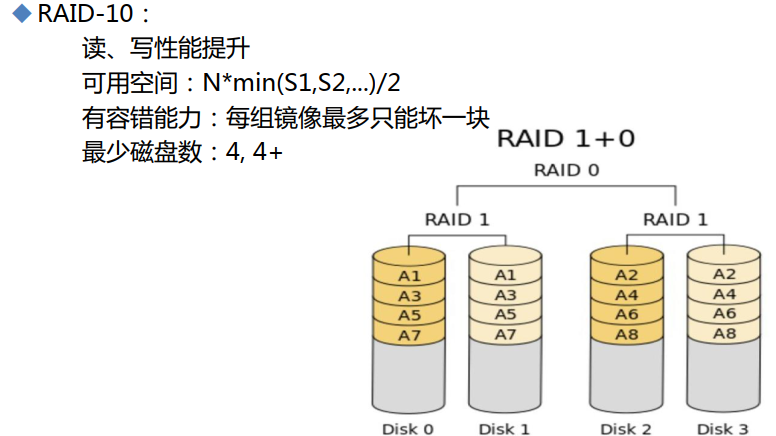 RAID-10：
读、写性能提升
可用空间：N*min(S1,S2,...)/2
有容错能力：每组镜像最多只能坏一块
最少磁盘数：4, 4+
RAID 1+0
RAID 0
RAID 1 RAID 1
A1 A1 A2 A2
A3 A3 A4 A4
A5 A5 A6 A6
A7 A7 A8 A8
Disk 0 Disk 1 Disk 2 Disk 3